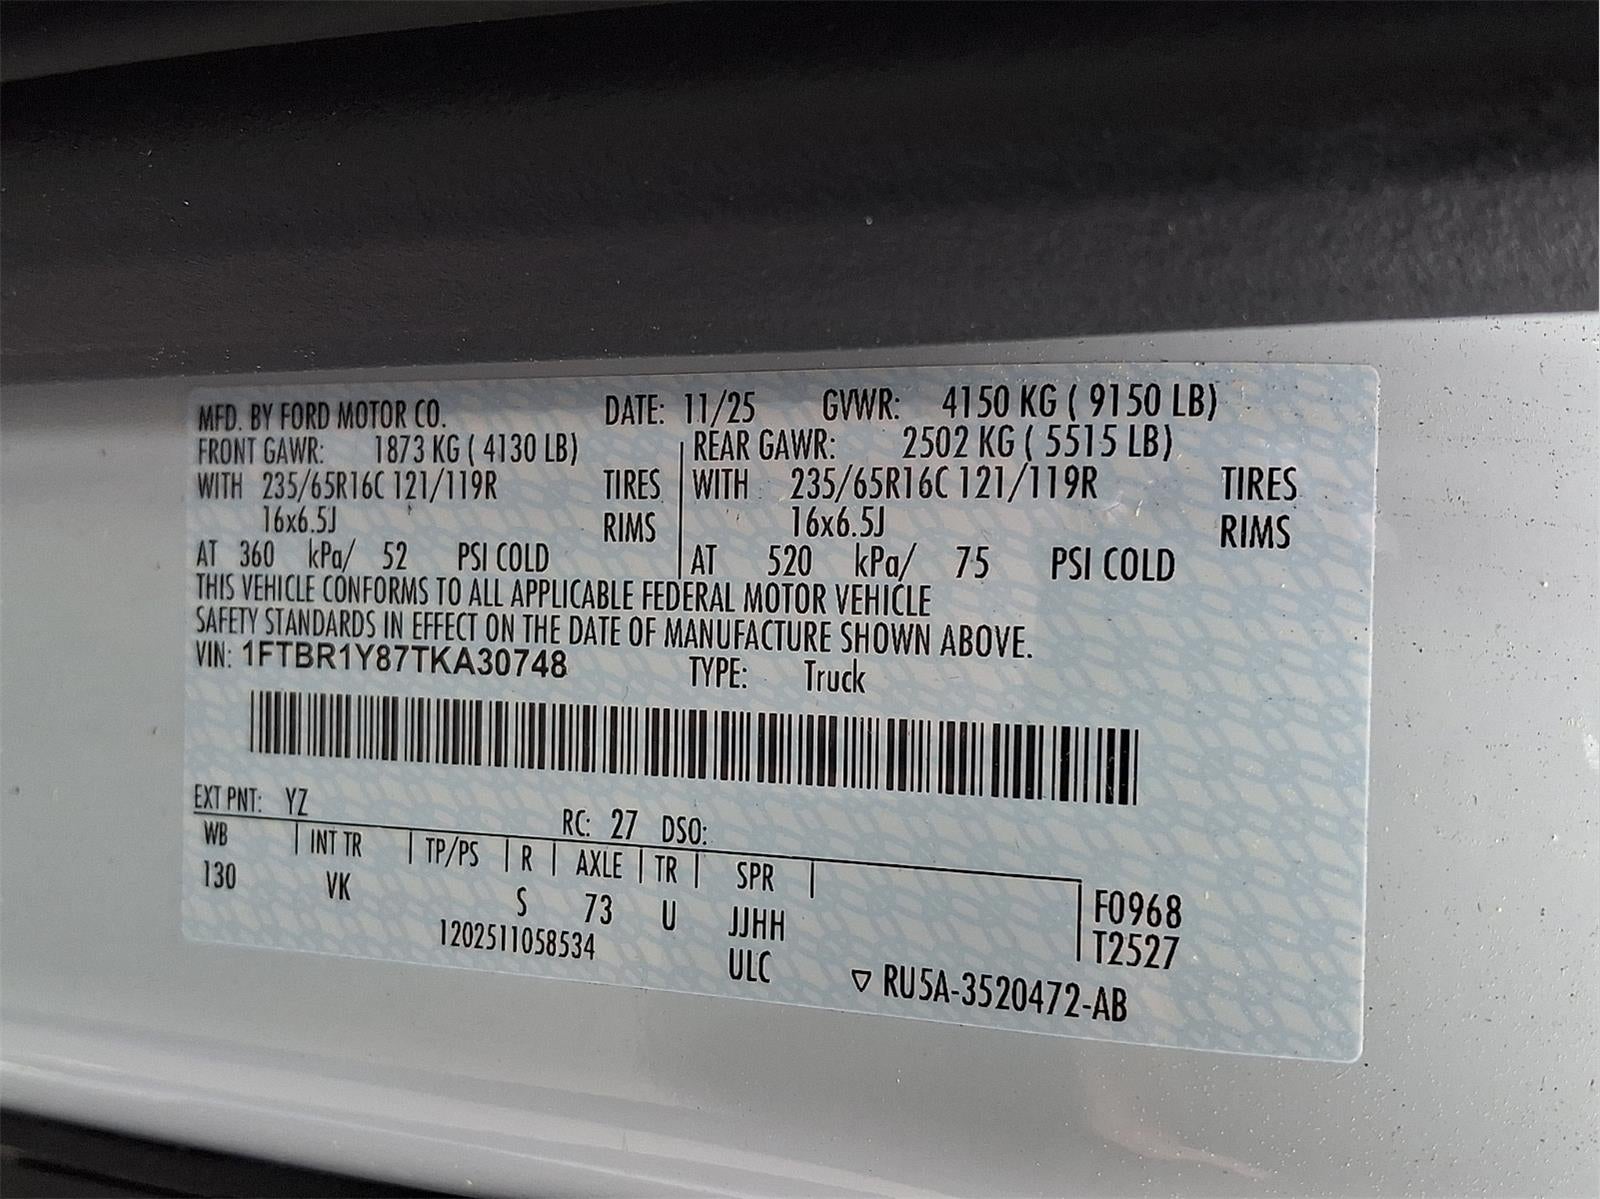 MFD. BY FORD MOTOR CO. DATE: 11/25 GVWR: 4150 KG ( 9150 LB)
FRONT GAWR: 1873 KG ( 4130 LB) REAR GAWR: 2502 KG ( 5515 LB)
WITH 235/65R16C 121/119R TIRES WITH 235/65R16C 121/119R TIRES
16x6.5J RIMS 16x6.5J RIMS
AT 360 kPa/ 52 PSI COLD AT 520 kPa/ 75 PSI COLD
THIS VEHICLE CONFORMS TO ALL APPLICABLE FEDERAL MOTOR VEHICLE
SAFETY STANDARDS IN EFFECT ON THE DATE OF MANUFACTURE SHOWN ABOVE.
VIN: 1FTBR1Y87TKA30748 TYPE: Truck
EXT PNT: YZ RC: 27 DSO:
WB INT TR TP/PS R AXLE TR SPR
130 VK S 73 U JJHH F0968
1202511058534 ULC T2527
▽ RU5A-3520472-AB